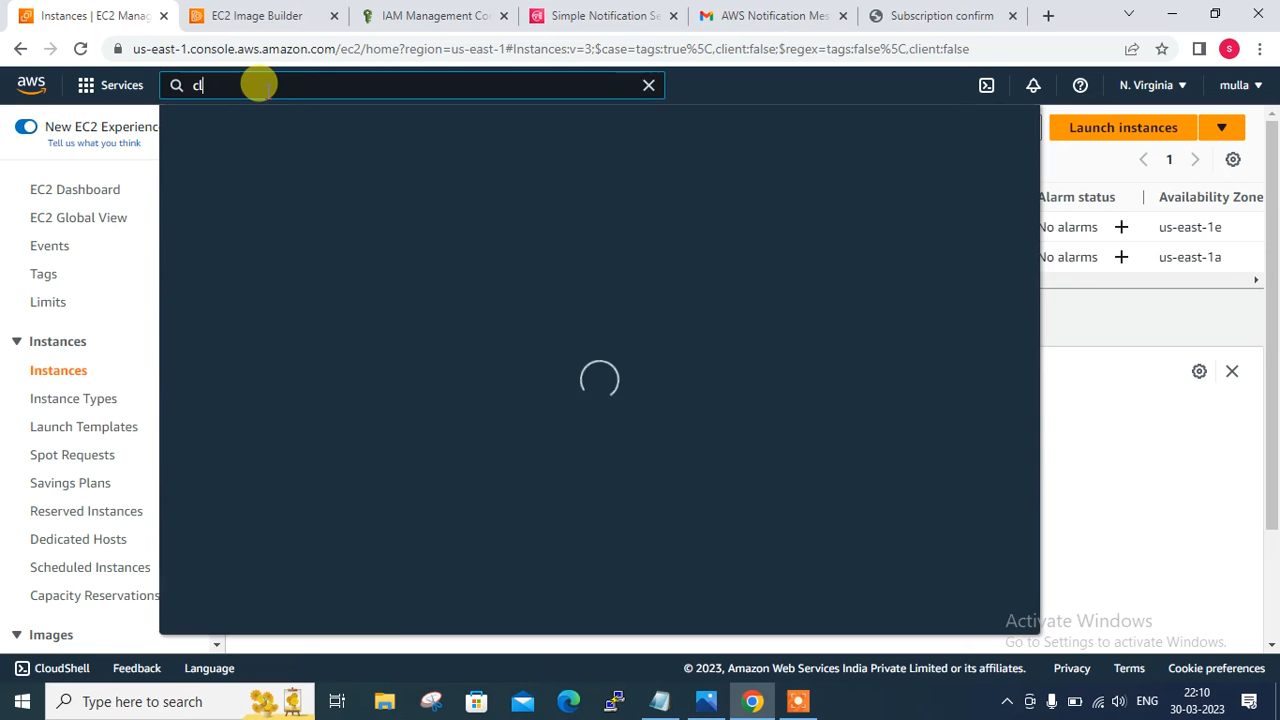 Instances | EC2 Manag
EC2 Image Builder
IAM Management Co
Simple Notification Se
AWS Notification Mes
Subscription confirm
us-east-1.console.aws.amazon.com/ec2/home?region=us-east-1#Instances:v=3;$case=tags:true%5C,client:false;$regex=tags:false%5C,client:false
S
aws
Services
cl
N. Virginia
mulla
New EC2 Experienc
Tell us what you think
Launch instances
1
Alarm status
Availability Zone
No alarms
us-east-1e
No alarms
us-east-1a
EC2 Dashboard
EC2 Global View
Events
Tags
Limits
Instances
Instances
Instance Types
Launch Templates
Spot Requests
Savings Plans
Reserved Instances
Dedicated Hosts
Scheduled Instances
Capacity Reservations
Images
Activate Windows
Go to Settings to activate Windows.
CloudShell
Feedback
Language
© 2023, Amazon Web Services India Private Limited or its affiliates.
Privacy
Terms
Cookie preferences
Type here to search
ENG
22:10
30-03-2023